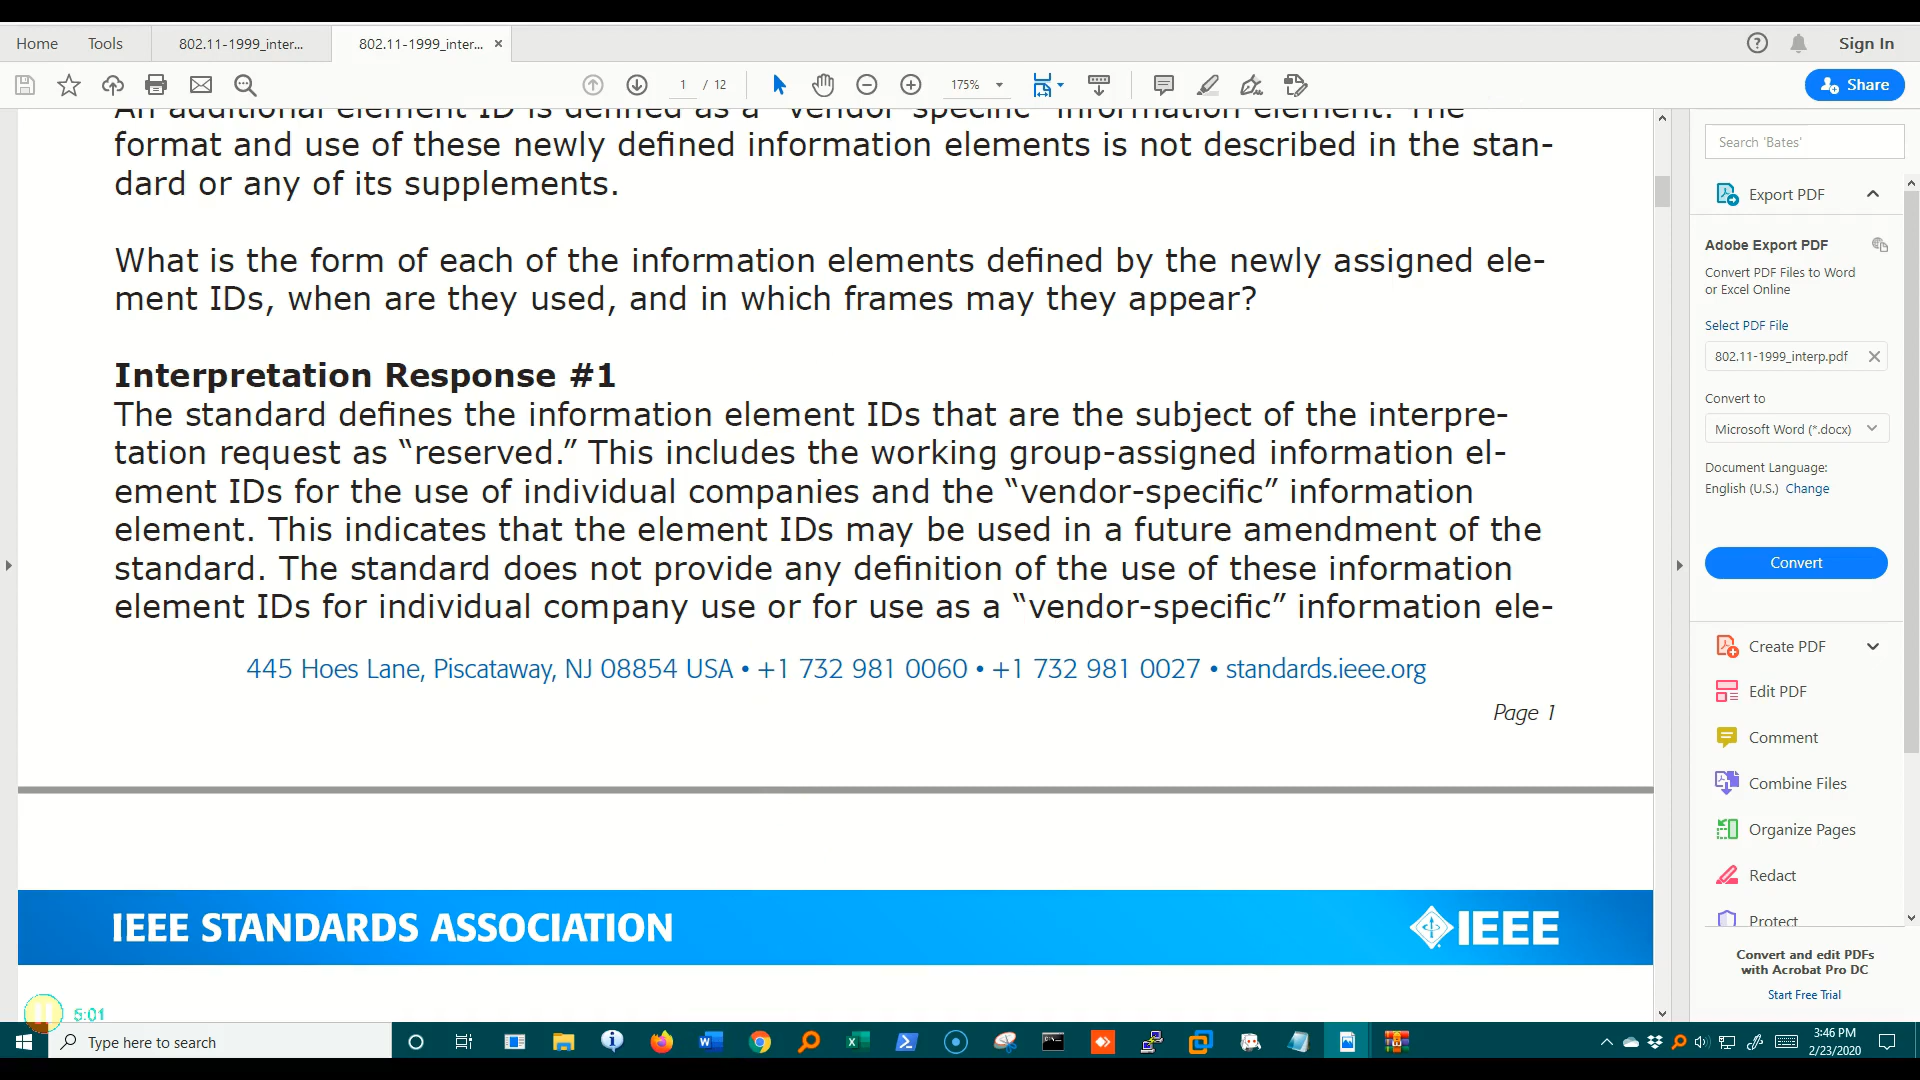 Home Tools 802.11-1999_inter... 802.11-1999_inter... × Sign In
1 / 12 175% Share
An additional element ID is defined as a “vendor specific” information element. The
format and use of these newly defined information elements is not described in the stan-
dard or any of its supplements.
What is the form of each of the information elements defined by the newly assigned ele-
ment IDs, when are they used, and in which frames may they appear?
Interpretation Response #1
The standard defines the information element IDs that are the subject of the interpre-
tation request as “reserved.” This includes the working group-assigned information el-
ement IDs for the use of individual companies and the “vendor-specific” information
element. This indicates that the element IDs may be used in a future amendment of the
standard. The standard does not provide any definition of the use of these information
element IDs for individual company use or for use as a “vendor-specific” information ele-
445 Hoes Lane, Piscataway, NJ 08854 USA • +1 732 981 0060 • +1 732 981 0027 • standards.ieee.org
Page 1
IEEE STANDARDS ASSOCIATION IEEE
5:01
Search 'Bates'
Export PDF
Adobe Export PDF
Convert PDF Files to Word
or Excel Online
Select PDF File
802.11-1999_interp.pdf
Convert to
Microsoft Word (*.docx)
Document Language:
English (U.S.) Change
Convert
Create PDF
Edit PDF
Comment
Combine Files
Organize Pages
Redact
Protect
Convert and edit PDFs
with Acrobat Pro DC
Start Free Trial
Type here to search
3:46 PM
2/23/2020